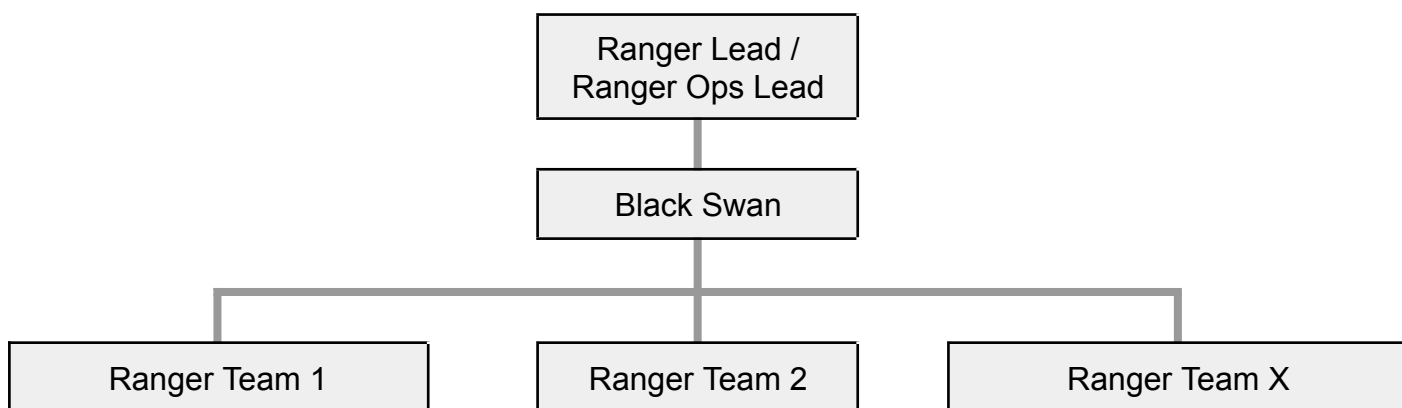 Ranger Lead /
Ranger Ops Lead
Black Swan
Ranger Team 1
Ranger Team 2
Ranger Team X